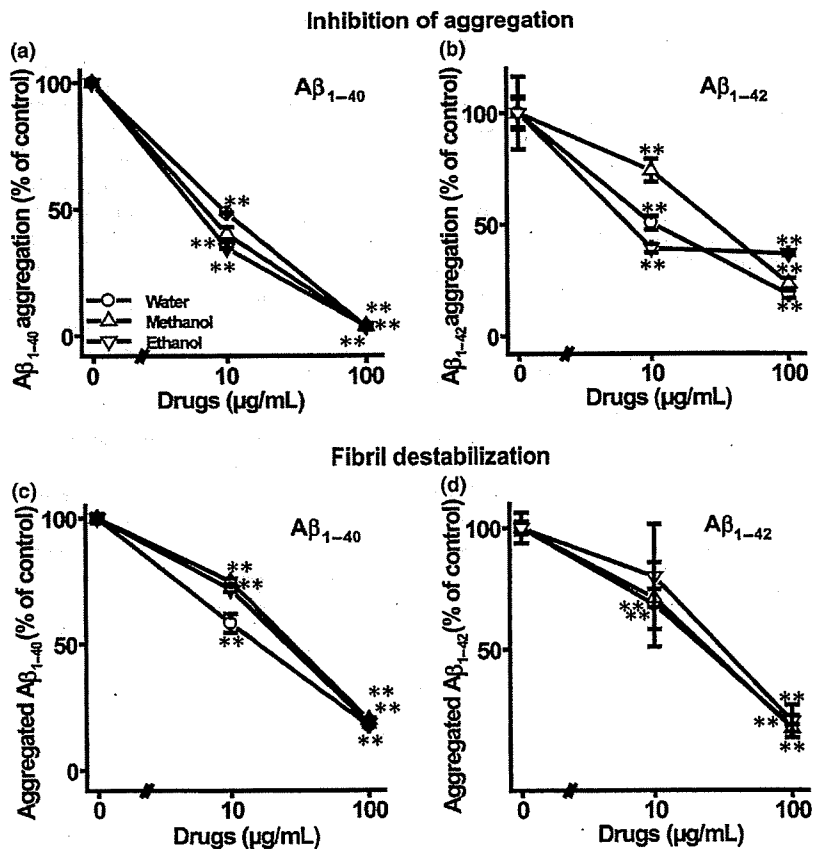 Inhibition of aggregation
(a)
Aβ1–40
Aβ1–40 aggregation (% of control)
100
50
0
**
**
**
**
**
**
Water
Methanol
Ethanol
0
10
100
Drugs (µg/mL)
(b)
Aβ1–42
Aβ1–42 aggregation (% of control)
100
50
0
**
**
**
**
**
**
0
10
100
Drugs (µg/mL)
Fibril destabilization
(c)
Aβ1–40
Aggregated Aβ1–40 (% of control)
100
50
0
**
**
**
**
**
**
0
10
100
Drugs (µg/mL)
(d)
Aβ1–42
Aggregated Aβ1–42 (% of control)
100
50
**
**
**
**
**
0
10
100
Drugs (µg/mL)